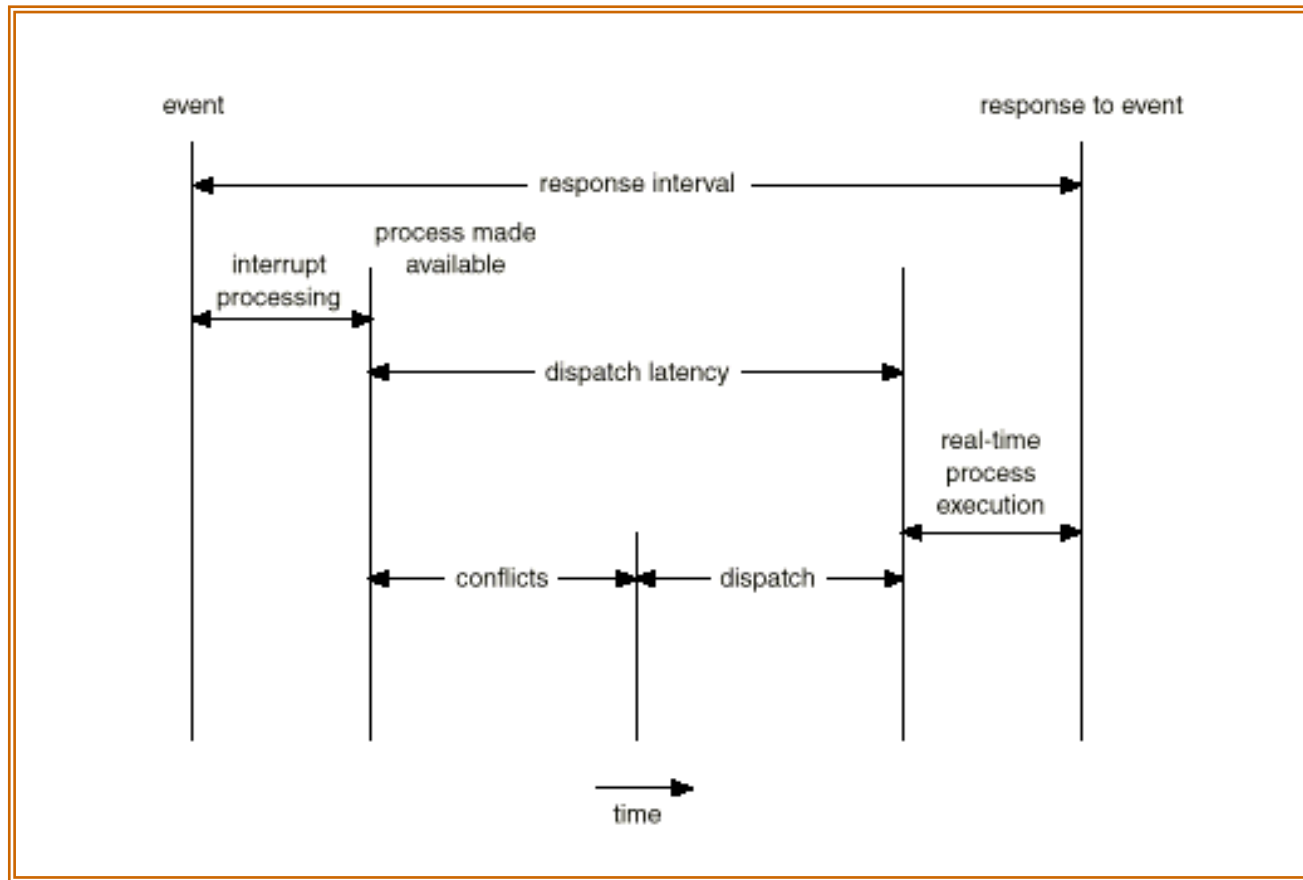 event
response to event
response interval
process made
available
interrupt
processing
dispatch latency
real-time
process
execution
conflicts
dispatch
time